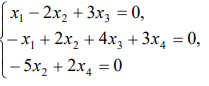 x₁ − 2x₂ + 3x₃ = 0,
− x₁ + 2x₂ + 4x₃ + 3x₄ = 0,
− 5x₂ + 2x₄ = 0